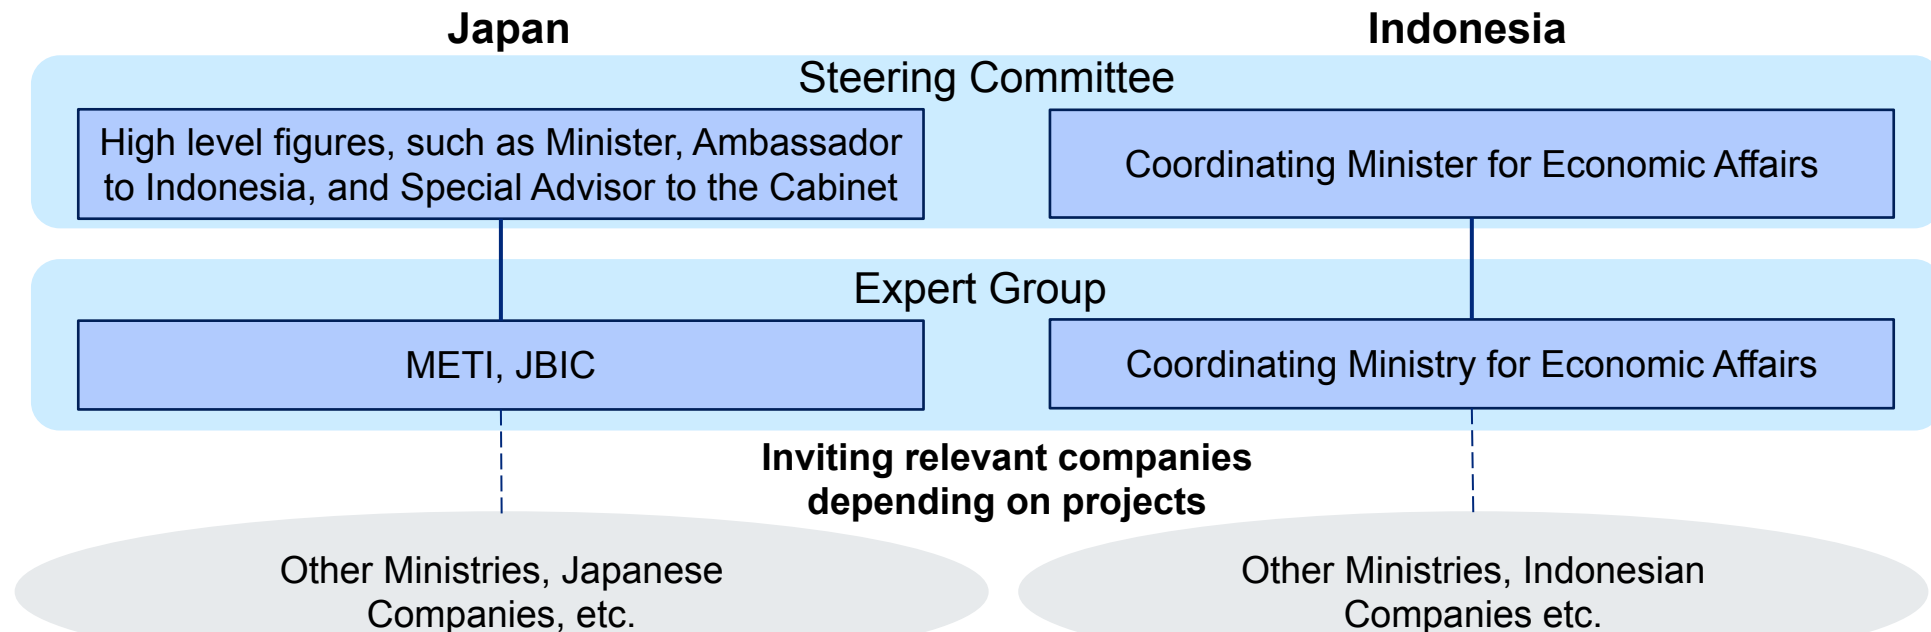 Japan
Indonesia
Steering Committee
High level figures, such as Minister, Ambassador
to Indonesia, and Special Advisor to the Cabinet
Coordinating Minister for Economic Affairs
Expert Group
METI, JBIC
Coordinating Ministry for Economic Affairs
Inviting relevant companies
depending on projects
Other Ministries, Japanese
Companies, etc.
Other Ministries, Indonesian
Companies etc.